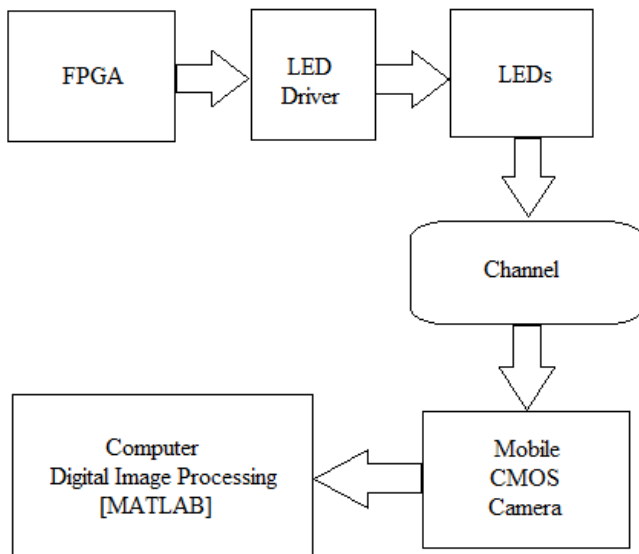 FPGA
LED
Driver
LEDs
Channel
Mobile
CMOS
Camera
Computer
Digital Image Processing
[MATLAB]